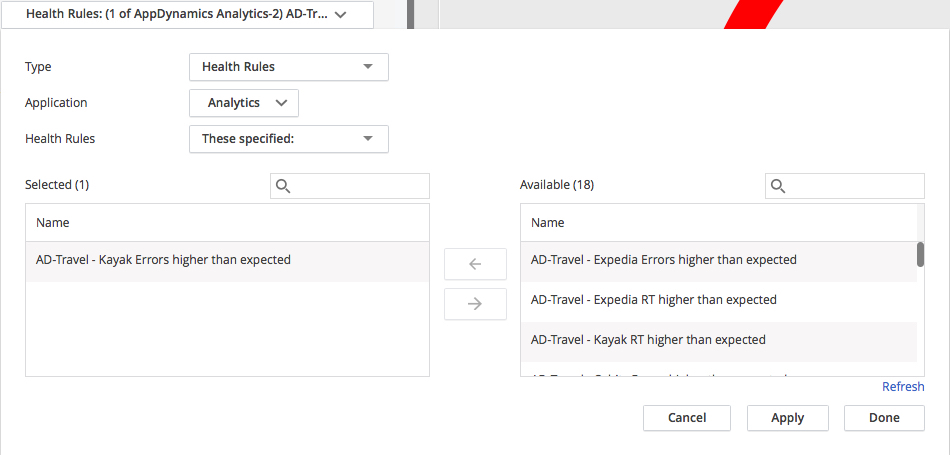 Health Rules: (1 of AppDynamics Analytics-2) AD-Tr...
Type Health Rules
Application Analytics
Health Rules These specified:
Selected (1) Available (18)
Name Name
AD-Travel - Kayak Errors higher than expected AD-Travel - Expedia Errors higher than expected
AD-Travel - Expedia RT higher than expected
AD-Travel - Kayak RT higher than expected
Refresh
Cancel Apply Done